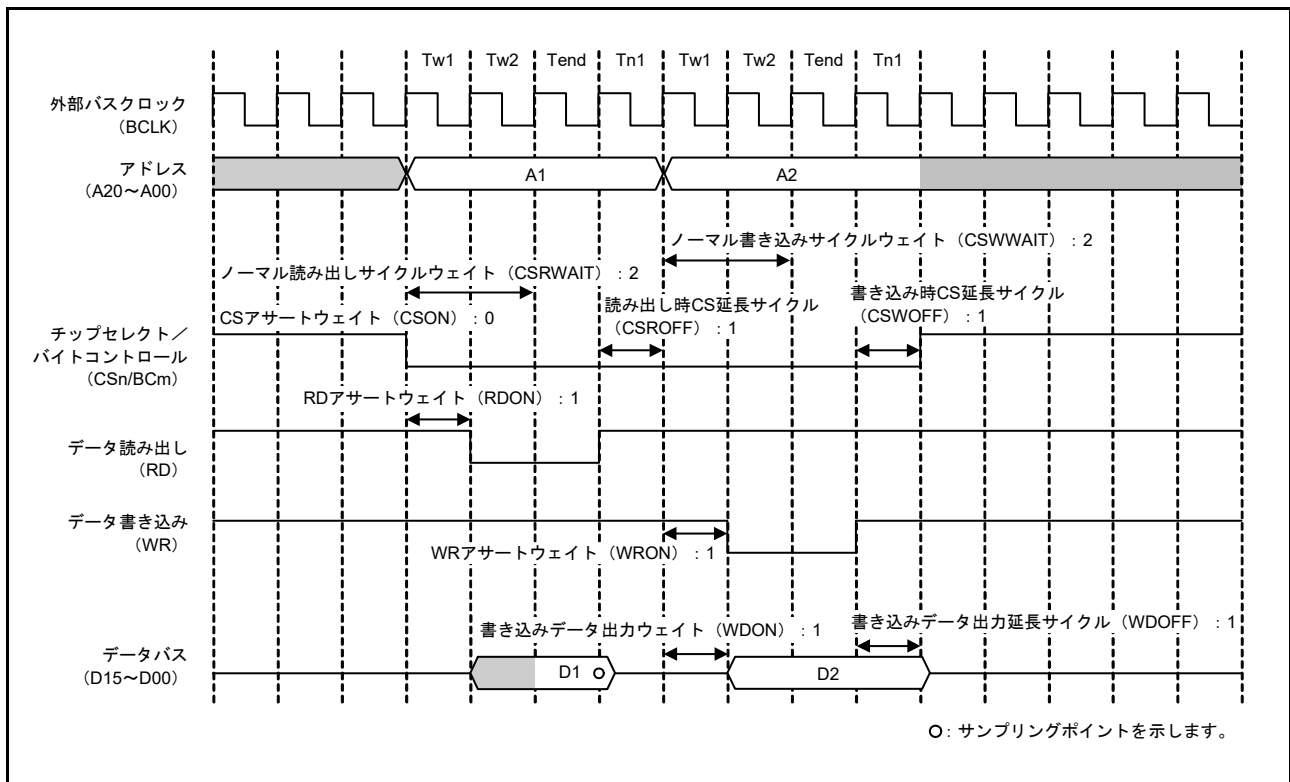 Tw1 Tw2 Tend Tn1 Tw1 Tw2 Tend Tn1
外部バスクロック
（BCLK）
アドレス
（A20～A00）
A1 A2
ノーマル書き込みサイクルウェイト（CSWWAIT）：2
ノーマル読み出しサイクルウェイト（CSRWAIT）：2
読み出し時CS延長サイクル
（CSROFF）：1
書き込み時CS延長サイクル
（CSWOFF）：1
CSアサートウェイト（CSON）：0
チップセレクト／
バイトコントロール
（CSn/BCm）
RDアサートウェイト（RDON）：1
データ読み出し
（RD）
データ書き込み
（WR）
WRアサートウェイト（WRON）：1
書き込みデータ出力ウェイト（WDON）：1
書き込みデータ出力延長サイクル（WDOFF）：1
データバス
（D15～D00）
D1 D2
：サンプリングポイントを示します。